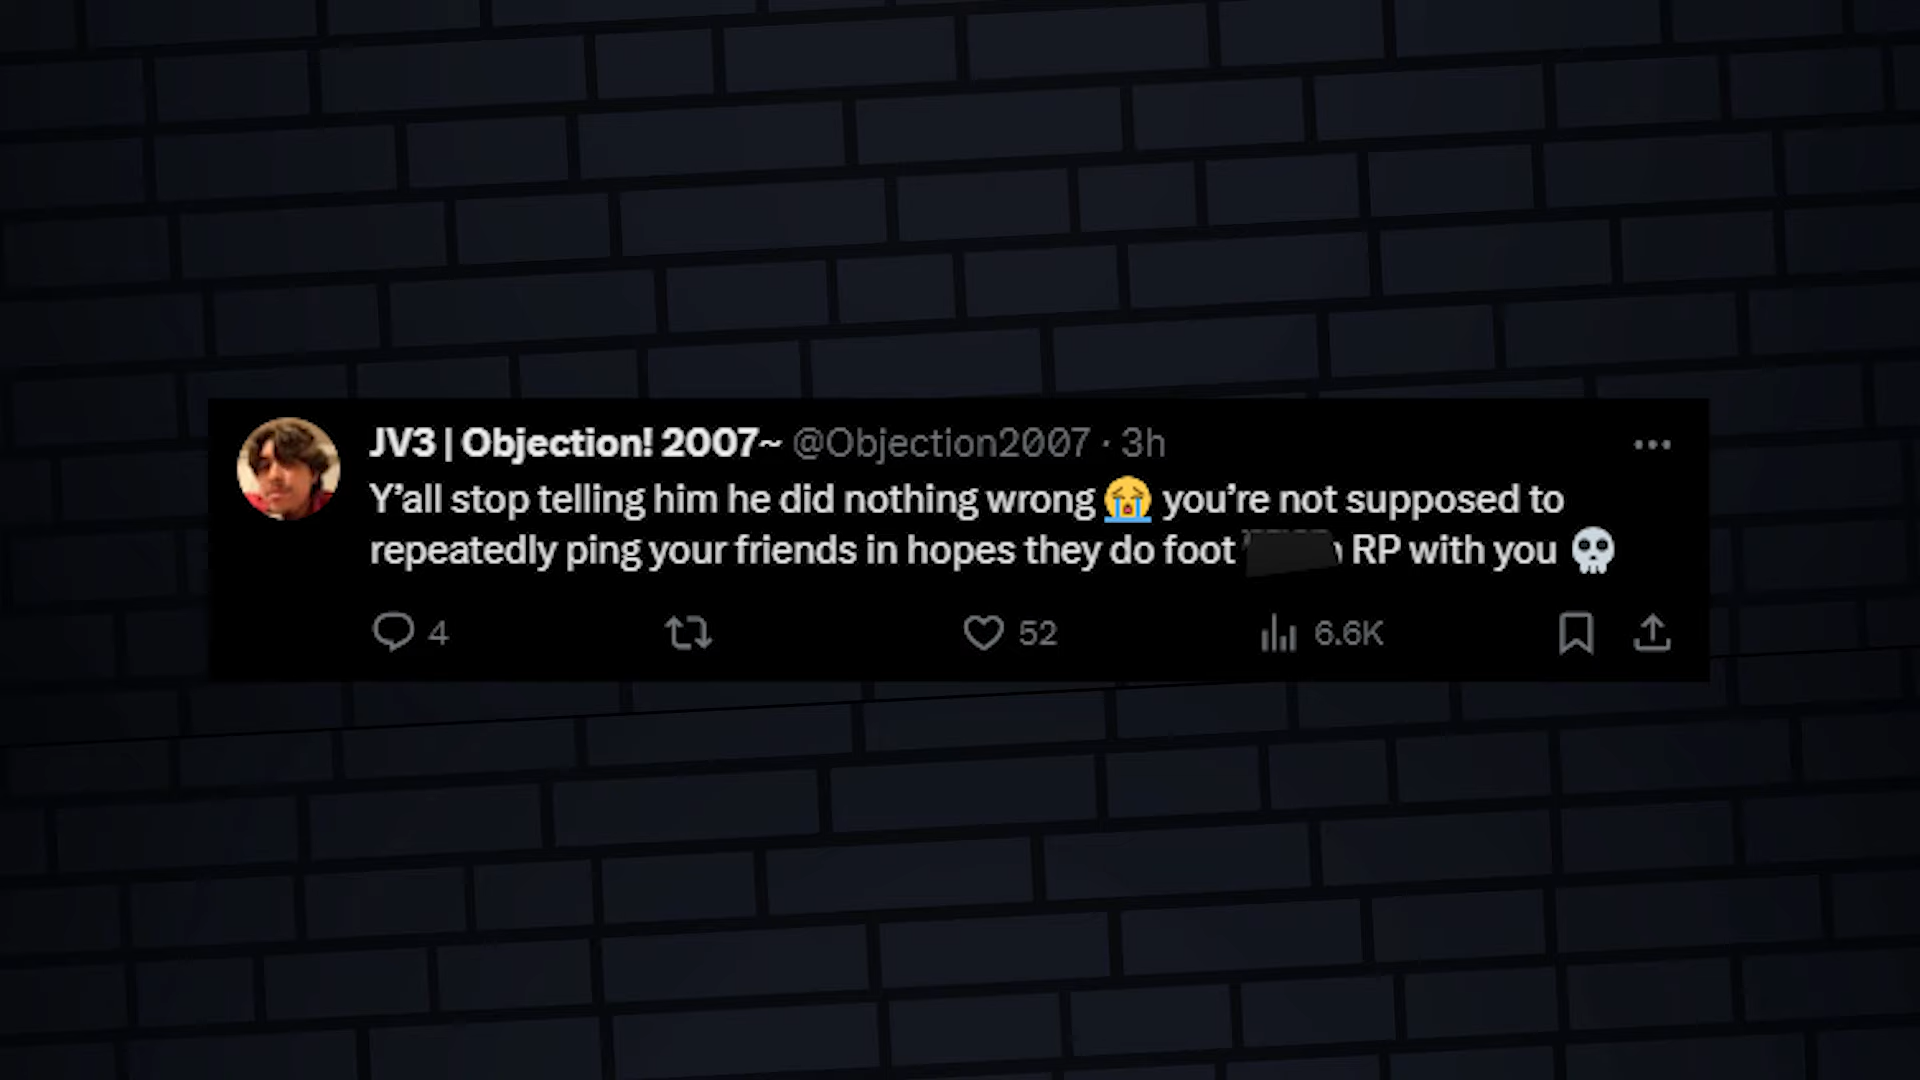 JV3 | Objection! 2007~ @Objection2007 · 3h
Y’all stop telling him he did nothing wrong 😭 you’re not supposed to
repeatedly ping your friends in hopes they do foot RP with you 💀
4 52 6.6K